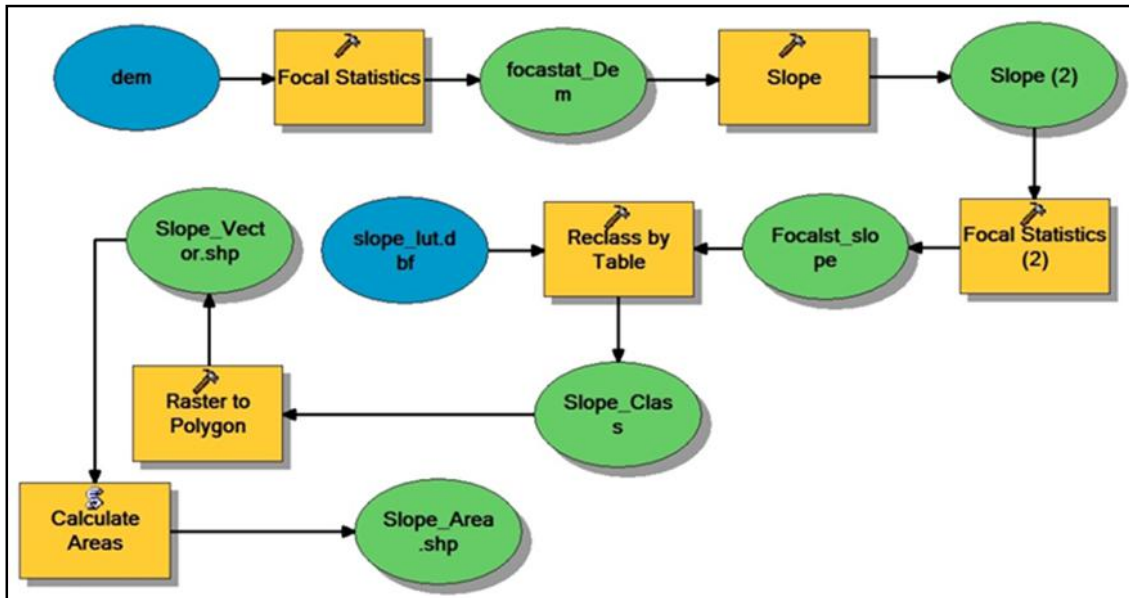 dem
Focal Statistics
focastat_De
m
Slope
Slope (2)
Slope_Vect
or.shp
slope_lut.d
bf
Reclass by
Table
Focalst_slo
pe
Focal Statistics
(2)
Raster to
Polygon
Slope_Clas
s
Calculate
Areas
Slope_Area
.shp